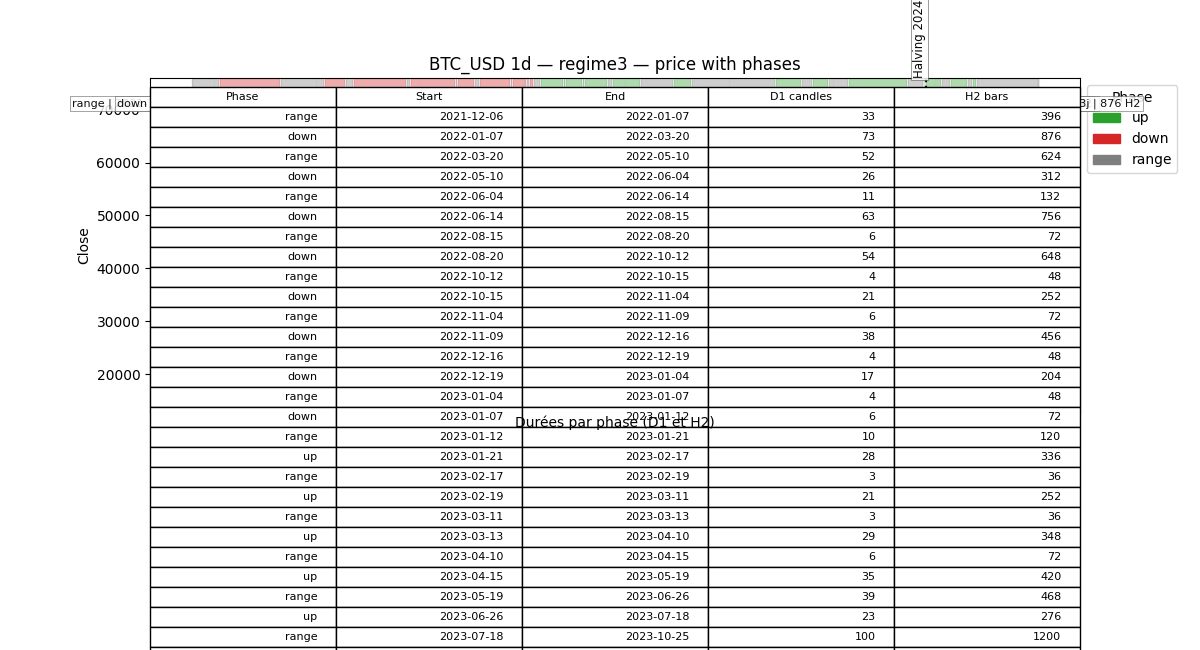 Halving 2024
BTC_USD 1d — regime3 — price with phases
Phase Start End D1 candles H2 bars
range | down
3j | 876 H2
Phase
up
down
range
Close
60000
50000
40000
30000
20000
range 2021-12-06 2022-01-07 33 396
down 2022-01-07 2022-03-20 73 876
range 2022-03-20 2022-05-10 52 624
down 2022-05-10 2022-06-04 26 312
range 2022-06-04 2022-06-14 11 132
down 2022-06-14 2022-08-15 63 756
range 2022-08-15 2022-08-20 6 72
down 2022-08-20 2022-10-12 54 648
range 2022-10-12 2022-10-15 4 48
down 2022-10-15 2022-11-04 21 252
range 2022-11-04 2022-11-09 6 72
down 2022-11-09 2022-12-16 38 456
range 2022-12-16 2022-12-19 4 48
down 2022-12-19 2023-01-04 17 204
range 2023-01-04 2023-01-07 4 48
down 2023-01-07 2023-01-12 6 72
Durées par phase (D1 et H2)
range 2023-01-12 2023-01-21 10 120
up 2023-01-21 2023-02-17 28 336
range 2023-02-17 2023-02-19 3 36
up 2023-02-19 2023-03-11 21 252
range 2023-03-11 2023-03-13 3 36
up 2023-03-13 2023-04-10 29 348
range 2023-04-10 2023-04-15 6 72
up 2023-04-15 2023-05-19 35 420
range 2023-05-19 2023-06-26 39 468
up 2023-06-26 2023-07-18 23 276
range 2023-07-18 2023-10-25 100 1200